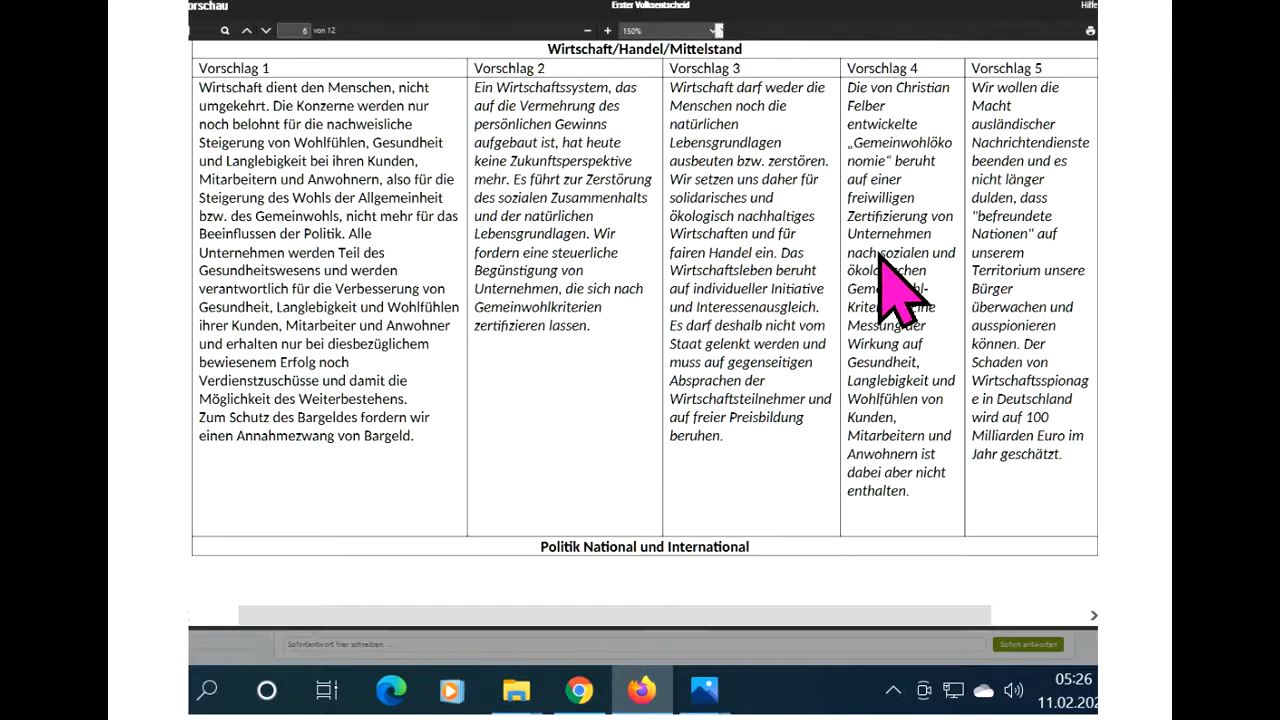 orschau
Erster Volksentscheid
Hilfe
6 von 12
150%
Wirtschaft/Handel/Mittelstand
Vorschlag 1
Wirtschaft dient den Menschen, nicht
umgekehrt. Die Konzerne werden nur
noch belohnt für die nachweisliche
Steigerung von Wohlfühlen, Gesundheit
und Langlebigkeit bei ihren Kunden,
Mitarbeitern und Anwohnern, also für die
Steigerung des Wohls der Allgemeinheit
bzw. des Gemeinwohls, nicht mehr für das
Beeinflussen der Politik. Alle
Unternehmen werden Teil des
Gesundheitswesens und werden
verantwortlich für die Verbesserung von
Gesundheit, Langlebigkeit und Wohlfühlen
ihrer Kunden, Mitarbeiter und Anwohner
und erhalten nur bei diesbezüglichem
bewiesenem Erfolg noch
Verdienstzuschüsse und damit die
Möglichkeit des Weiterbestehens.
Zum Schutz des Bargeldes fordern wir
einen Annahmezwang von Bargeld.
Vorschlag 2
Ein Wirtschaftssystem, das
auf die Vermehrung des
persönlichen Gewinns
aufgebaut ist, hat heute
keine Zukunftsperspektive
mehr. Es führt zur Zerstörung
des sozialen Zusammenhalts
und der natürlichen
Lebensgrundlagen. Wir
fordern eine steuerliche
Begünstigung von
Unternehmen, die sich nach
Gemeinwohlkriterien
zertifizieren lassen.
Vorschlag 3
Wirtschaft darf weder die
Menschen noch die
natürlichen
Lebensgrundlagen
ausbeuten bzw. zerstören.
Wir setzen uns daher für
solidarisches und
ökologisch nachhaltiges
Wirtschaften und für
fairen Handel ein. Das
Wirtschaftsleben beruht
auf individueller Initiative
und Interessenausgleich.
Es darf deshalb nicht vom
Staat gelenkt werden und
muss auf gegenseitigen
Absprachen der
Wirtschaftsteilnehmer und
auf freier Preisbildung
beruhen.
Vorschlag 4
Die von Christian
Felber
entwickelte
„Gemeinwohlöko
nomie“ beruht
auf einer
freiwilligen
Zertifizierung von
Unternehmen
nach sozialen und
Messung der
Wirkung auf
Gesundheit,
Langlebigkeit und
Wohlfühlen von
Kunden,
Mitarbeitern und
Anwohnern ist
dabei aber nicht
enthalten.
Vorschlag 5
Wir wollen die
Macht
ausländischer
Nachrichtendienste
beenden und es
nicht länger
dulden, dass
"befreundete
Nationen" auf
unserem
Territorium unsere
Bürger
überwachen und
ausspionieren
können. Der
Schaden von
Wirtschaftsspionag
e in Deutschland
wird auf 100
Milliarden Euro im
Jahr geschätzt.
Politik National und International
Sofortantwort hier schreiben...
Sofort antworten
05:26
11.02.202